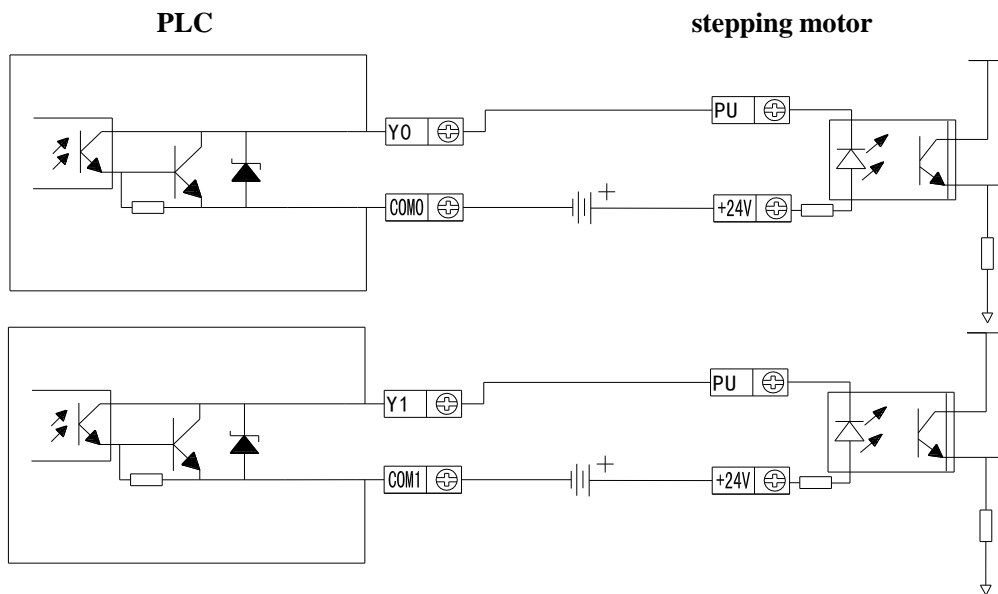 PLC stepping motor
Y0 PU
COM0 + +24V
Y1 PU
COM1 + +24V